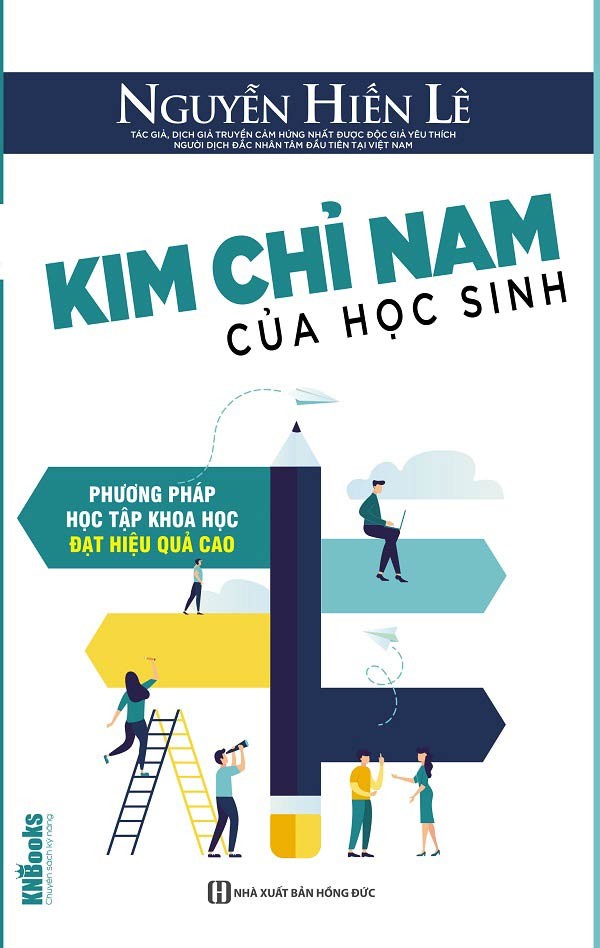 NGUYỄN HIẾN LÊ
TÁC GIẢ, DỊCH GIẢ TRUYỀN CẢM HỨNG NHẤT ĐƯỢC ĐỘC GIẢ YÊU THÍCH
NGƯỜI DỊCH ĐẮC NHÂN TÂM ĐẦU TIÊN TẠI VIỆT NAM
KIM CHỈ NAM
CỦA HỌC SINH
PHƯƠNG PHÁP
HỌC TẬP KHOA HỌC
ĐẠT HIỆU QUẢ CAO
KNBooks
Chuyên sách kỹ năng
NHÀ XUẤT BẢN HỒNG ĐỨC